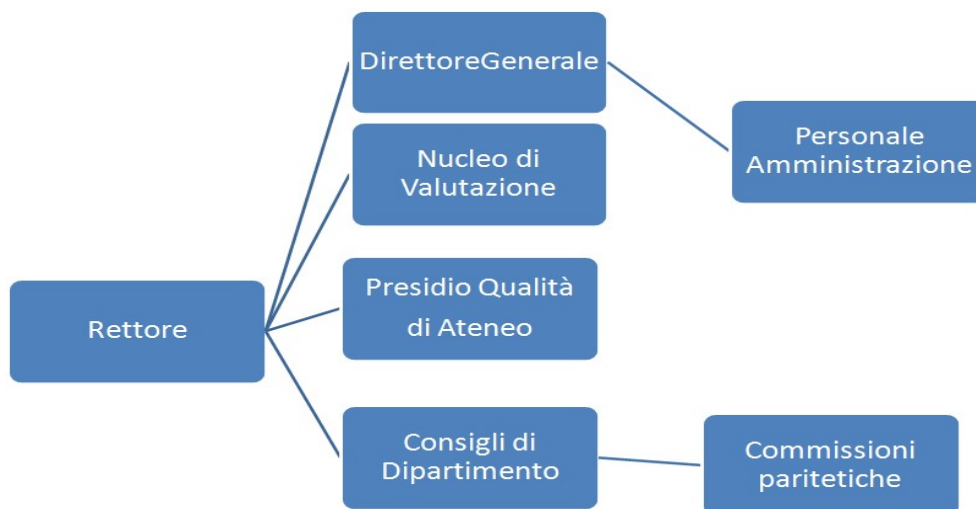 DirettoreGenerale
Personale
Amministrazione
Nucleo di
Valutazione
Presidio Qualità
di Ateneo
Rettore
Consigli di
Dipartimento
Commissioni
paritetiche